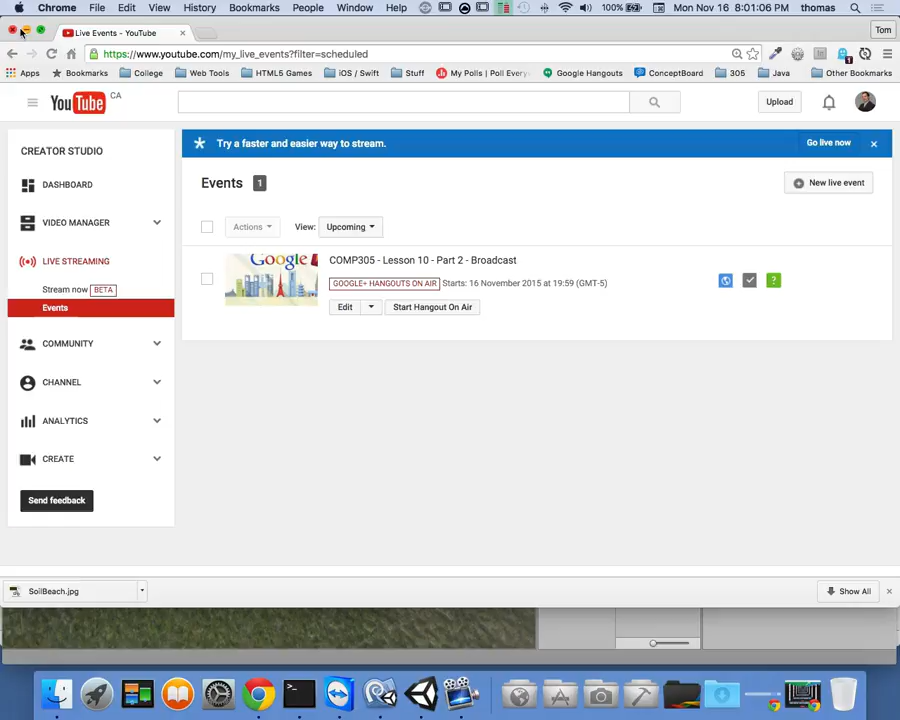 Chrome File Edit View History Bookmarks People Window Help 100% Mon Nov 16 8:01:06 PM thomas
Live Events - YouTube Tom
https://www.youtube.com/my_live_events?filter=scheduled
Apps Bookmarks College Web Tools HTML5 Games iOS / Swift Stuff My Polls | Poll Every Google Hangouts ConceptBoard 305 Java Other Bookmarks
YouTube CA Upload
CREATOR STUDIO
DASHBOARD
VIDEO MANAGER
LIVE STREAMING
Stream now BETA
Events
COMMUNITY
CHANNEL
ANALYTICS
CREATE
Send feedback
Try a faster and easier way to stream. Go live now
Events 1 New live event
Actions View: Upcoming
Google
COMP305 - Lesson 10 - Part 2 - Broadcast
GOOGLE+ HANGOUTS ON AIR Starts: 16 November 2015 at 19:59 (GMT-5)
Edit Start Hangout On Air
SoilBeach.jpg Show All